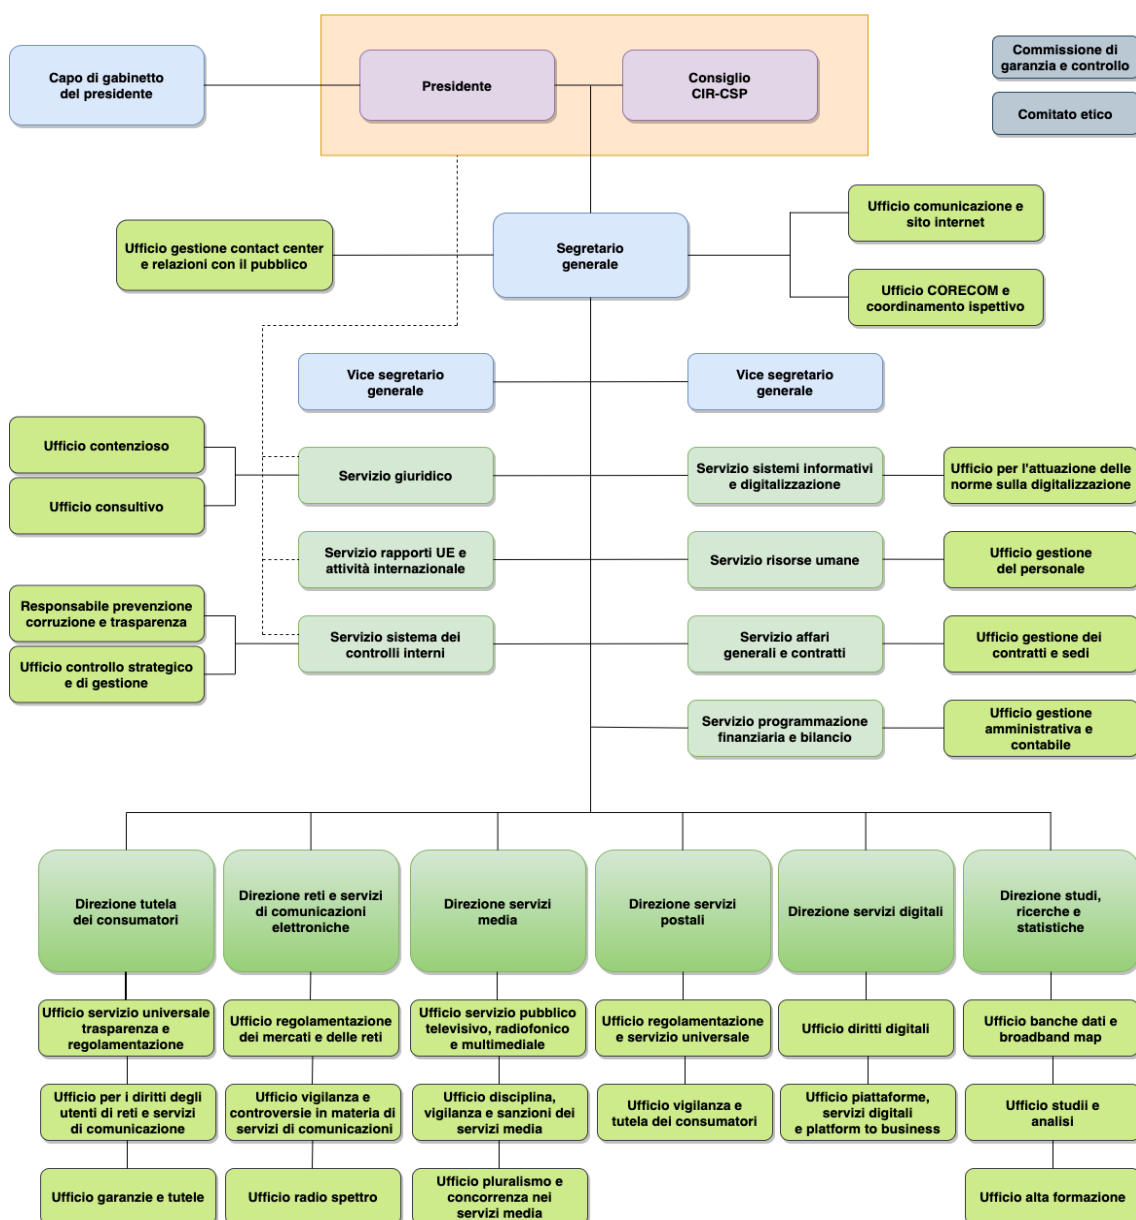 Capo di gabinetto
del presidente
Presidente
Consiglio
CIR-CSP
Commissione di
garanzia e controllo
Comitato etico
Ufficio gestione contact center
e relazioni con il pubblico
Segretario
generale
Ufficio comunicazione e
sito internet
Ufficio CORECOM e
coordinamento ispettivo
Vice segretario
generale
Vice segretario
generale
Ufficio contenzioso
Ufficio consultivo
Servizio giuridico
Servizio sistemi informativi
e digitalizzazione
Ufficio per l'attuazione delle
norme sulla digitalizzazione
Servizio rapporti UE e
attività internazionale
Servizio risorse umane
Ufficio gestione
del personale
Responsabile prevenzione
corruzione e trasparenza
Ufficio controllo strategico
e di gestione
Servizio sistema dei
controlli interni
Servizio affari
generali e contratti
Ufficio gestione dei
contratti e sedi
Servizio programmazione
finanziaria e bilancio
Ufficio gestione
amministrativa e
contabile
Direzione tutela
dei consumatori
Direzione reti e servizi
di comunicazioni
elettroniche
Direzione servizi
media
Direzione servizi
postali
Direzione servizi digitali
Direzione studi,
ricerche e
statistiche
Ufficio servizio universale
trasparenza e
regolamentazione
Ufficio regolamentazione
dei mercati e delle reti
Ufficio servizio pubblico
televisivo, radiofonico
e multimediale
Ufficio regolamentazione
e servizio universale
Ufficio diritti digitali
Ufficio banche dati e
broadband map
Ufficio per i diritti degli
utenti di reti e servizi
di comunicazione
Ufficio vigilanza e
controversie in materia di
servizi di comunicazioni
Ufficio disciplina,
vigilanza e sanzioni dei
servizi media
Ufficio vigilanza e
tutela dei consumatori
Ufficio piattaforme,
servizi digitali
e platform to business
Ufficio studii e
analisi
Ufficio garanzie e tutele
Ufficio radio spettro
Ufficio pluralismo e
concorrenza nei
servizi media
Ufficio alta formazione